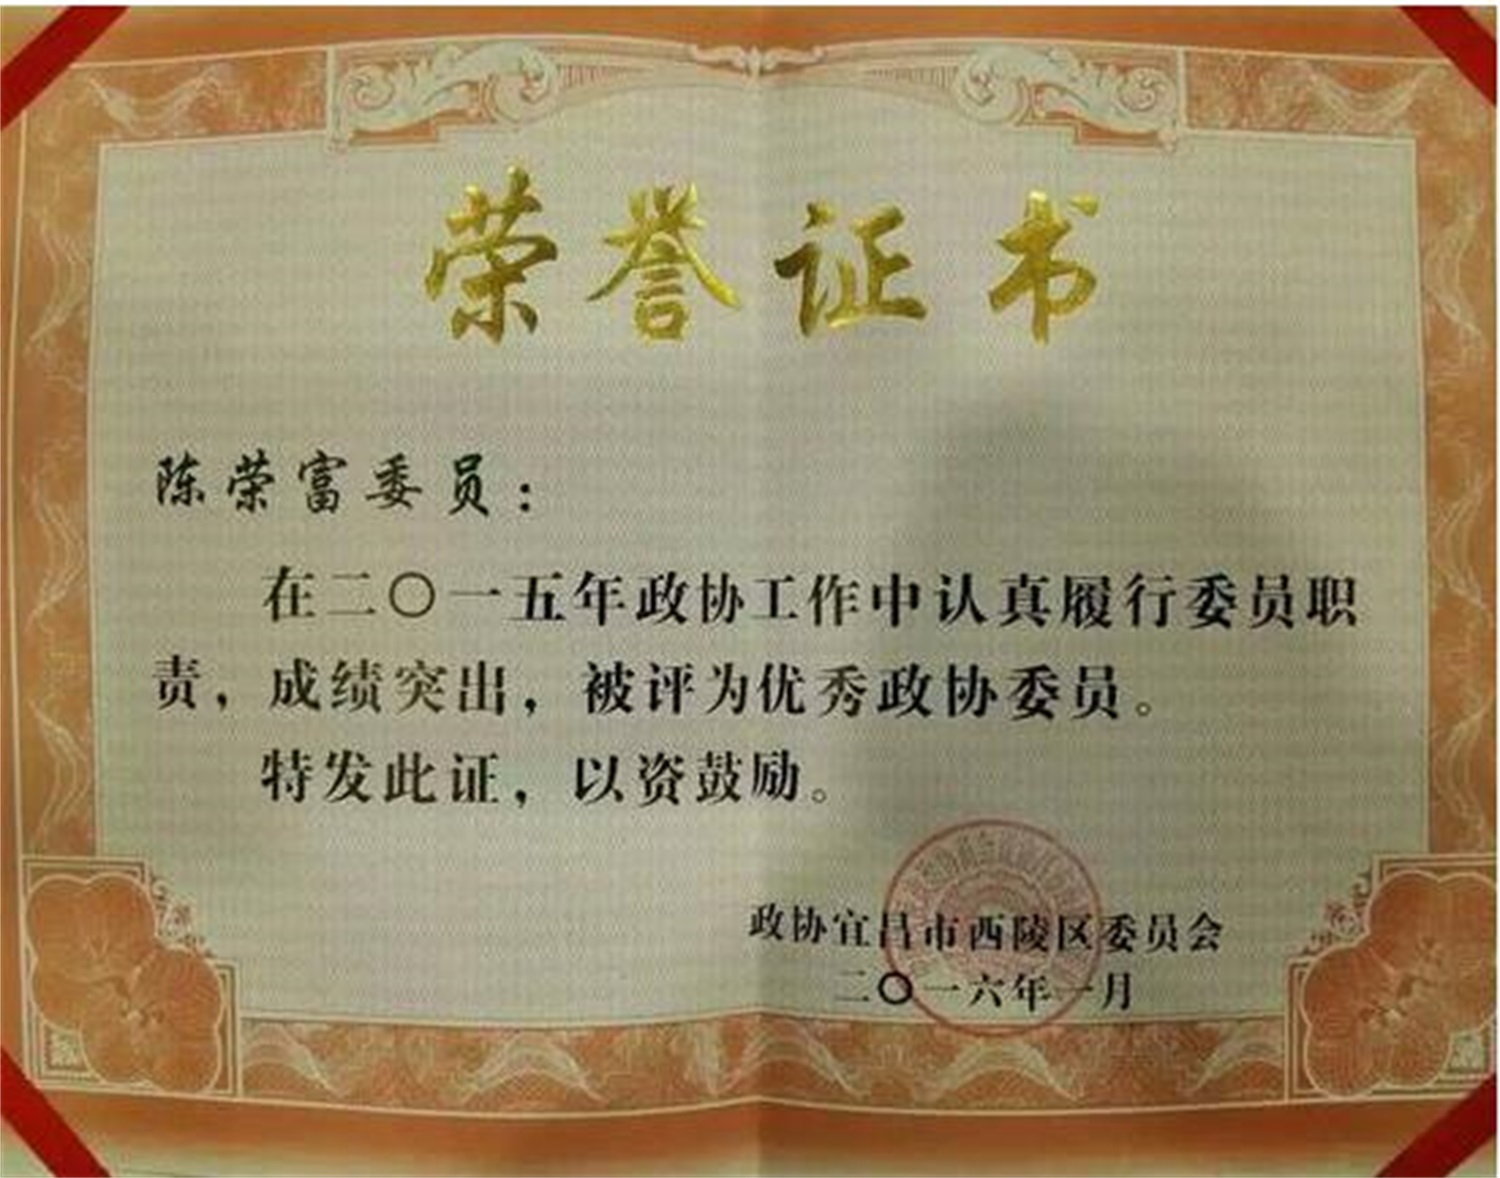 荣誉证书
陈荣富委员：
在二〇一五年政协工作中认真履行委员职
责，成绩突出，被评为优秀政协委员。
特发此证，以资鼓励。
政协宜昌市西陵区委员会
二〇一六年一月